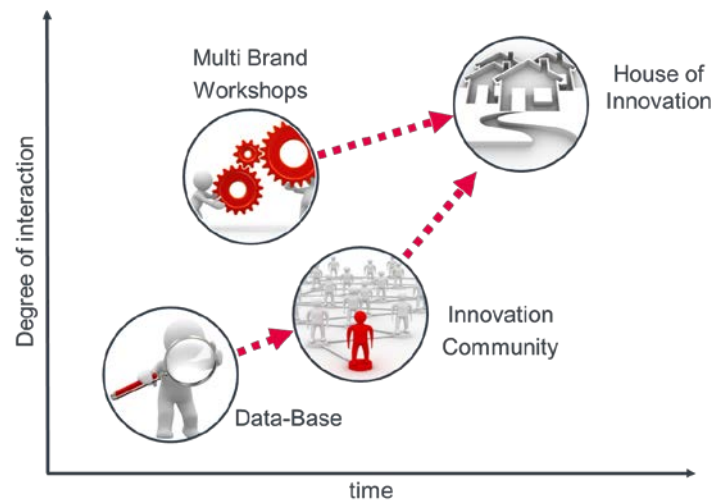 Multi Brand
Workshops
House of
Innovation
Degree of interaction
Innovation
Community
Data-Base
time